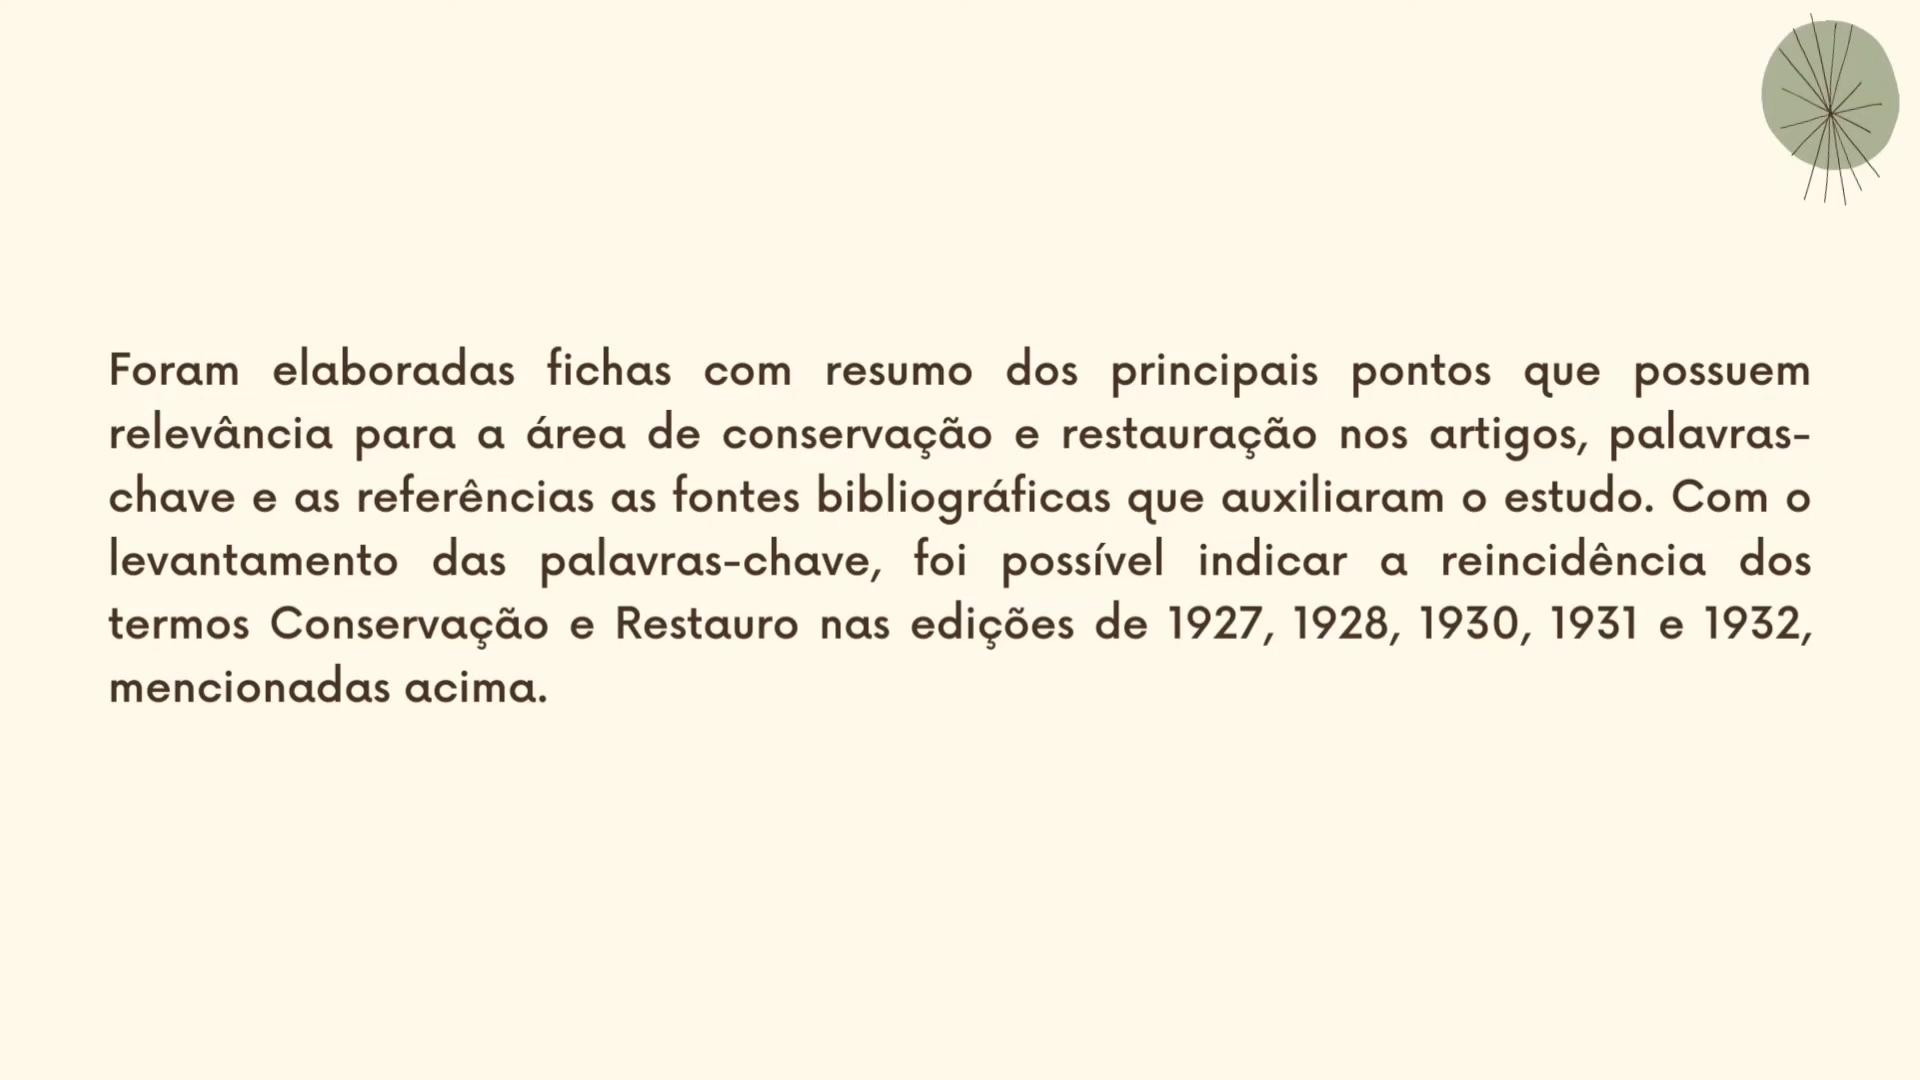 Foram elaboradas fichas com resumo dos principais pontos que possuem
relevância para a área de conservação e restauração nos artigos, palavras-
chave e as referências as fontes bibliográficas que auxiliaram o estudo. Com o
levantamento das palavras-chave, foi possível indicar a reincidência dos
termos Conservação e Restauro nas edições de 1927, 1928, 1930, 1931 e 1932,
mencionadas acima.